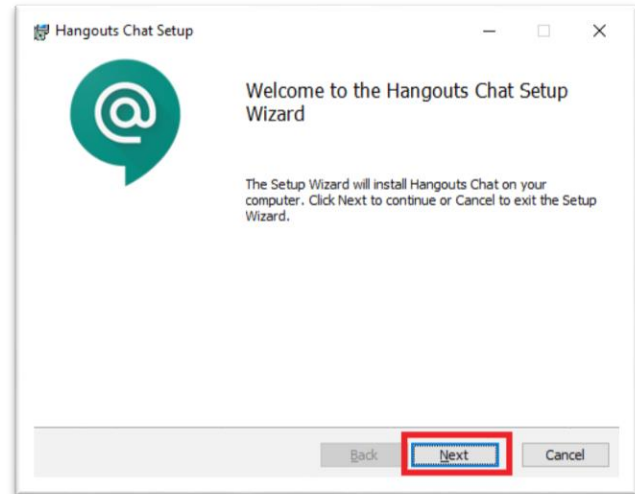 Hangouts Chat Setup
Welcome to the Hangouts Chat Setup
Wizard
The Setup Wizard will install Hangouts Chat on your
computer. Click Next to continue or Cancel to exit the Setup
Wizard.
Back Next Cancel